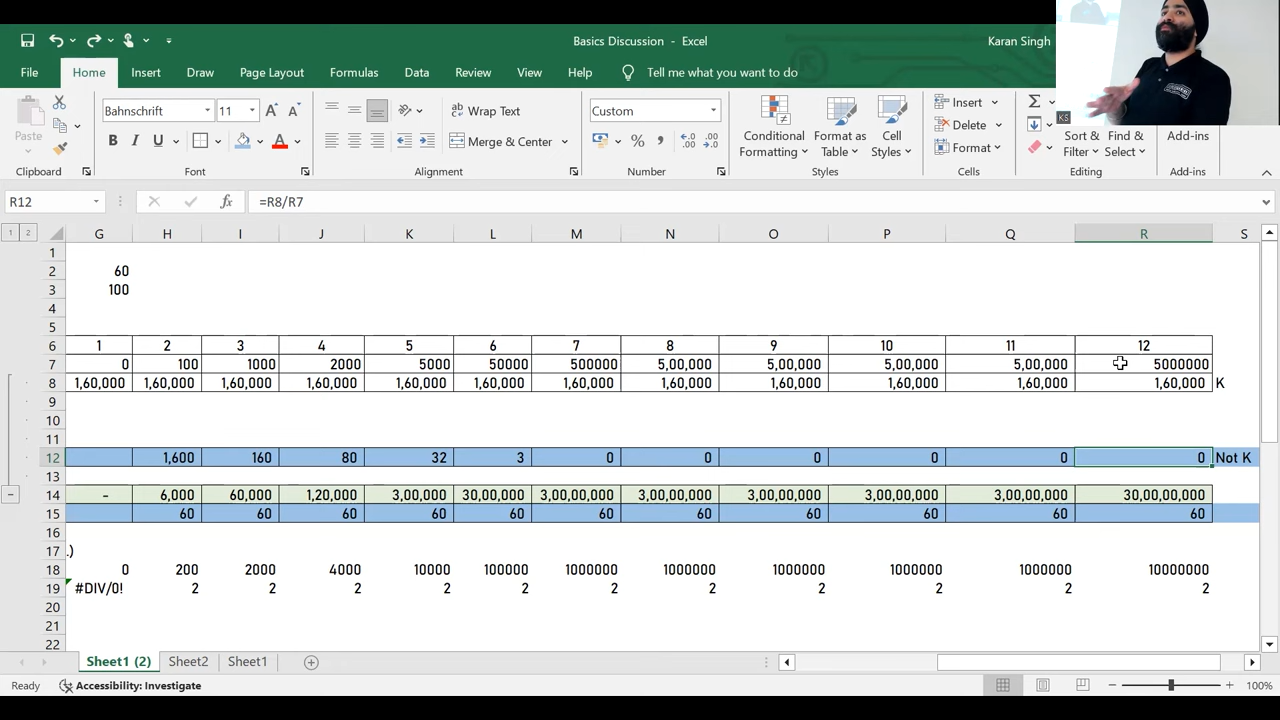 Basics Discussion - Excel
Karan Singh
File Home Insert Draw Page Layout Formulas Data Review View Help Tell me what you want to do
Paste
Clipboard
Bahnschrift 11
B I U
Font
Wrap Text
Merge & Center
Alignment
Custom
%
Number
Conditional Formatting
Format as Table
Cell Styles
Styles
Insert
Delete
Format
Cells
KS
Sort & Filter
Find & Select
Editing
Add-ins
Add-ins
R12 fx =R8/R7
1 2 G H I J K L M N O P Q R S
1
2 60
3 100
4
5
6 1 2 3 4 5 6 7 8 9 10 11 12
7 0 100 1000 2000 5000 50000 500000 5,00,000 5,00,000 5,00,000 5,00,000 5000000
8 1,60,000 1,60,000 1,60,000 1,60,000 1,60,000 1,60,000 1,60,000 1,60,000 1,60,000 1,60,000 1,60,000 1,60,000 K
9
10
11
12 1,600 160 80 32 3 0 0 0 0 0 0 Not K
13
14 - 6,000 60,000 1,20,000 3,00,000 30,00,000 3,00,00,000 3,00,00,000 3,00,00,000 3,00,00,000 3,00,00,000 30,00,00,000
15 60 60 60 60 60 60 60 60 60 60 60
16
17 .)
18 0 200 2000 4000 10000 100000 1000000 1000000 1000000 1000000 1000000 10000000
19 #DIV/0! 2 2 2 2 2 2 2 2 2 2 2
20
21
22
Sheet1 (2) Sheet2 Sheet1
Ready Accessibility: Investigate 100%